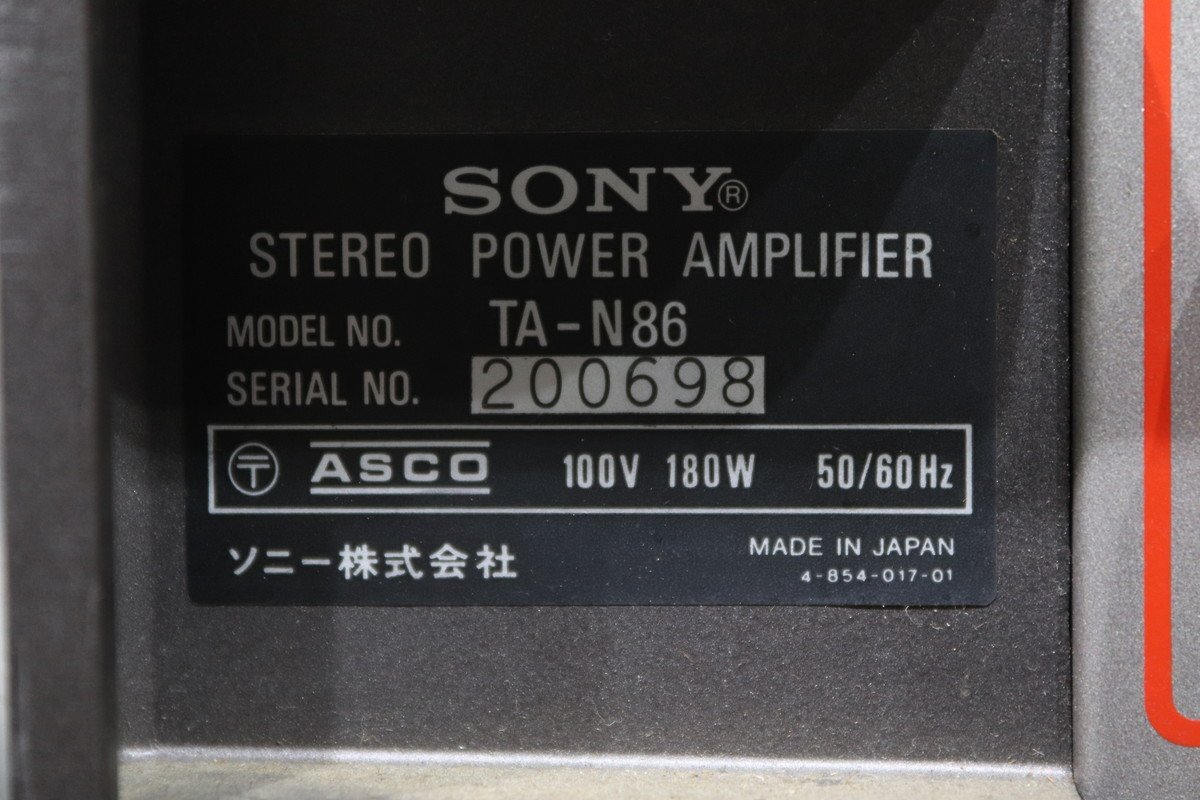 SONY®
STEREO POWER AMPLIFIER
MODEL NO. TA-N86
SERIAL NO. 200698
〒 ASCO 100V 180W 50/60Hz
ソニー株式会社
MADE IN JAPAN
4-854-017-01